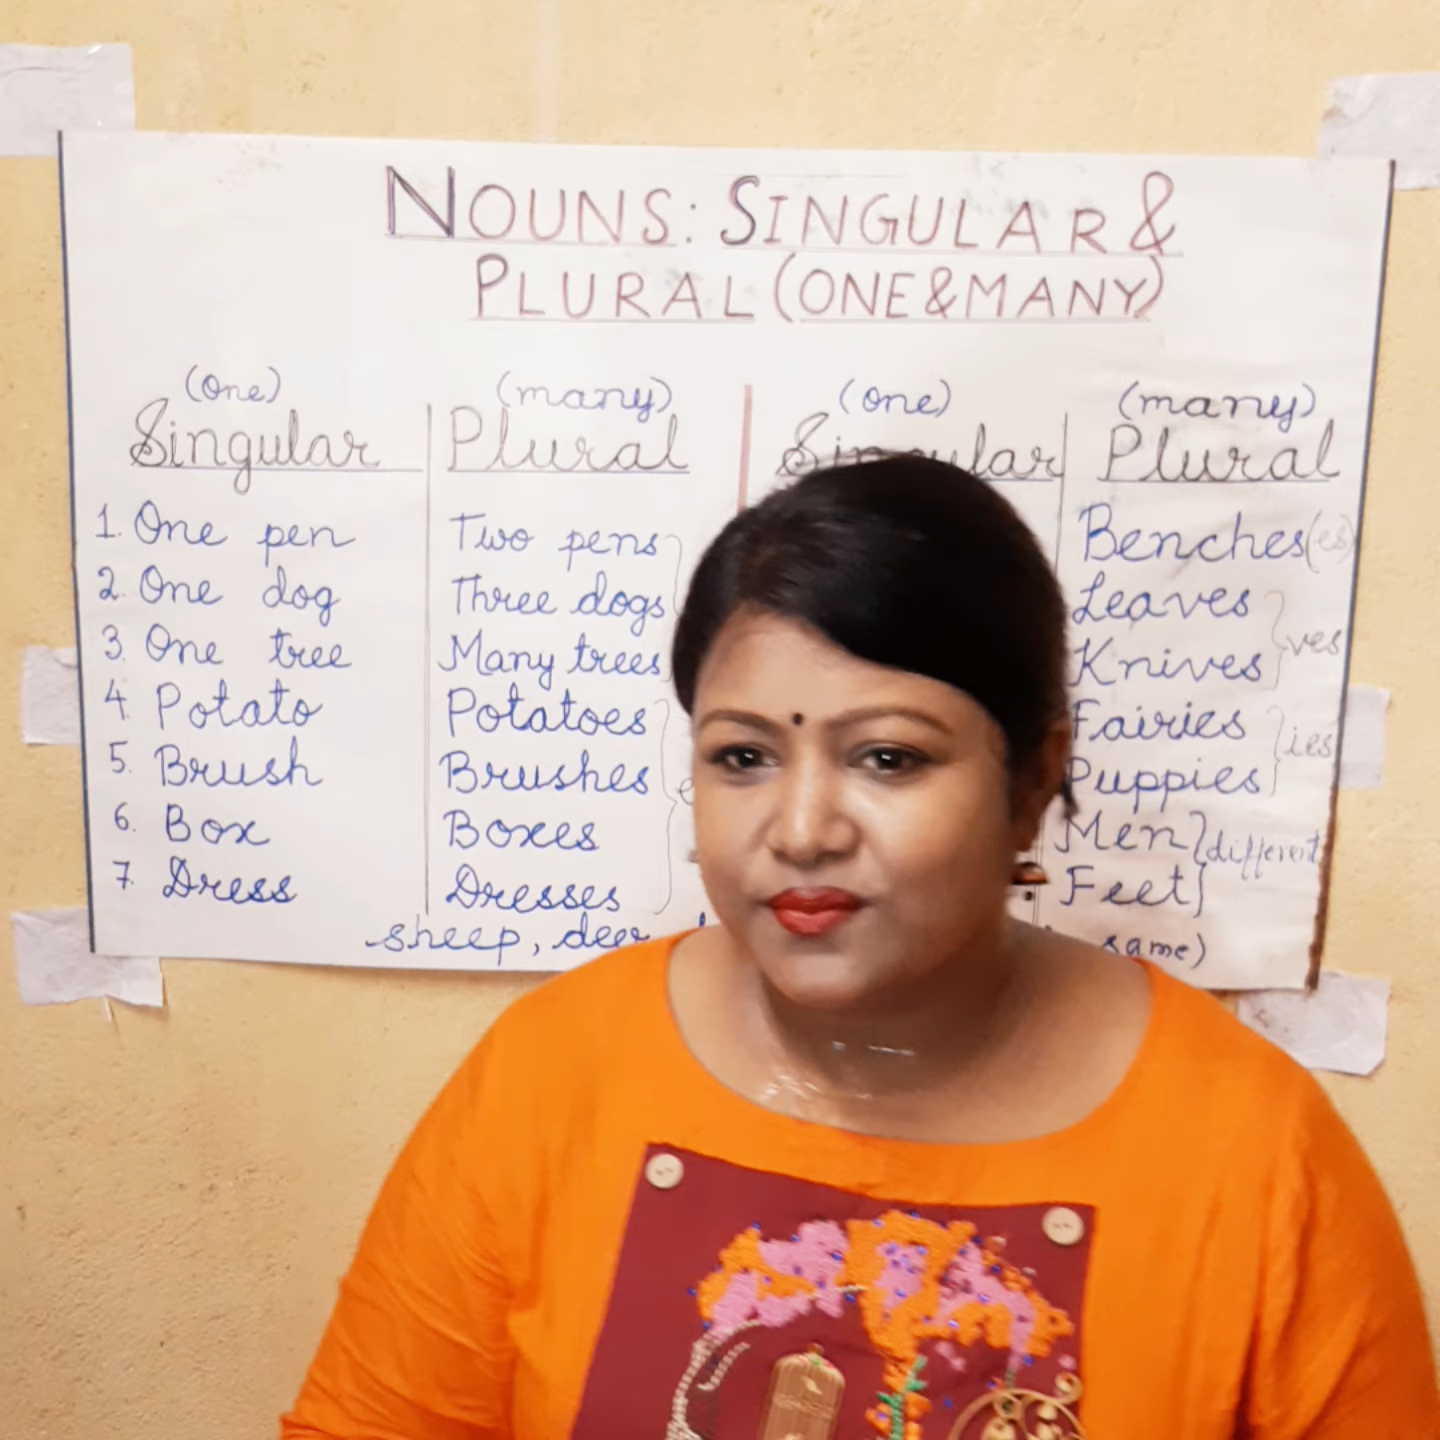 NOUNS: SINGULAR &
PLURAL (ONE & MANY)
(one) (many) (one) (many)
Singular Plural Singular Plural
1. One pen Two pens Benches (es)
2. One dog Three dogs Leaves
3. One tree Many trees Knives ves
4. Potato Potatoes Fairies
5. Brush Brushes Puppies ies
6. Box Boxes Men different
7. Dress Dresses Feet
sheep, deer same)